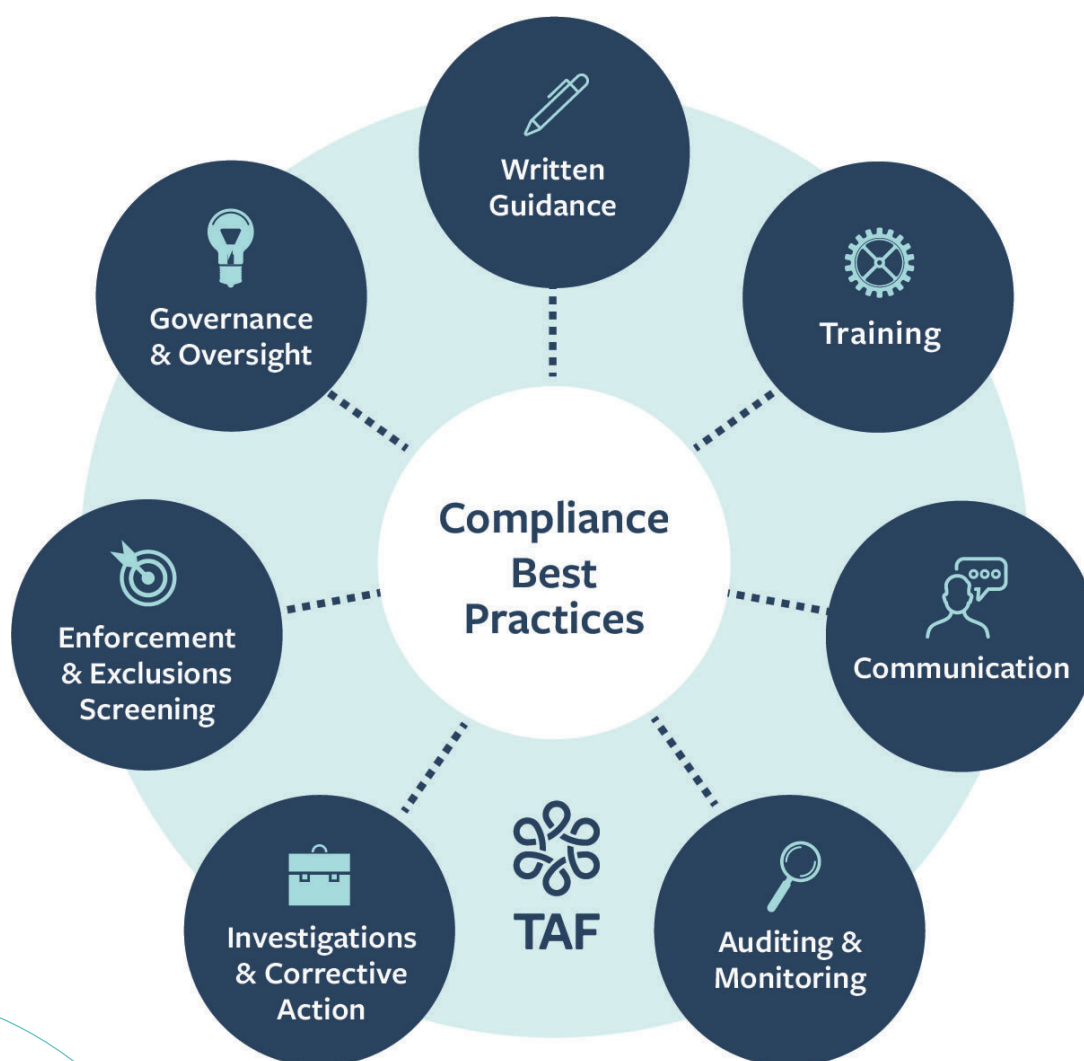 Written
Guidance
Training
Communication
Auditing &
Monitoring
Investigations
& Corrective
Action
Enforcement
& Exclusions
Screening
Governance
& Oversight
Compliance
Best
Practices
TAF